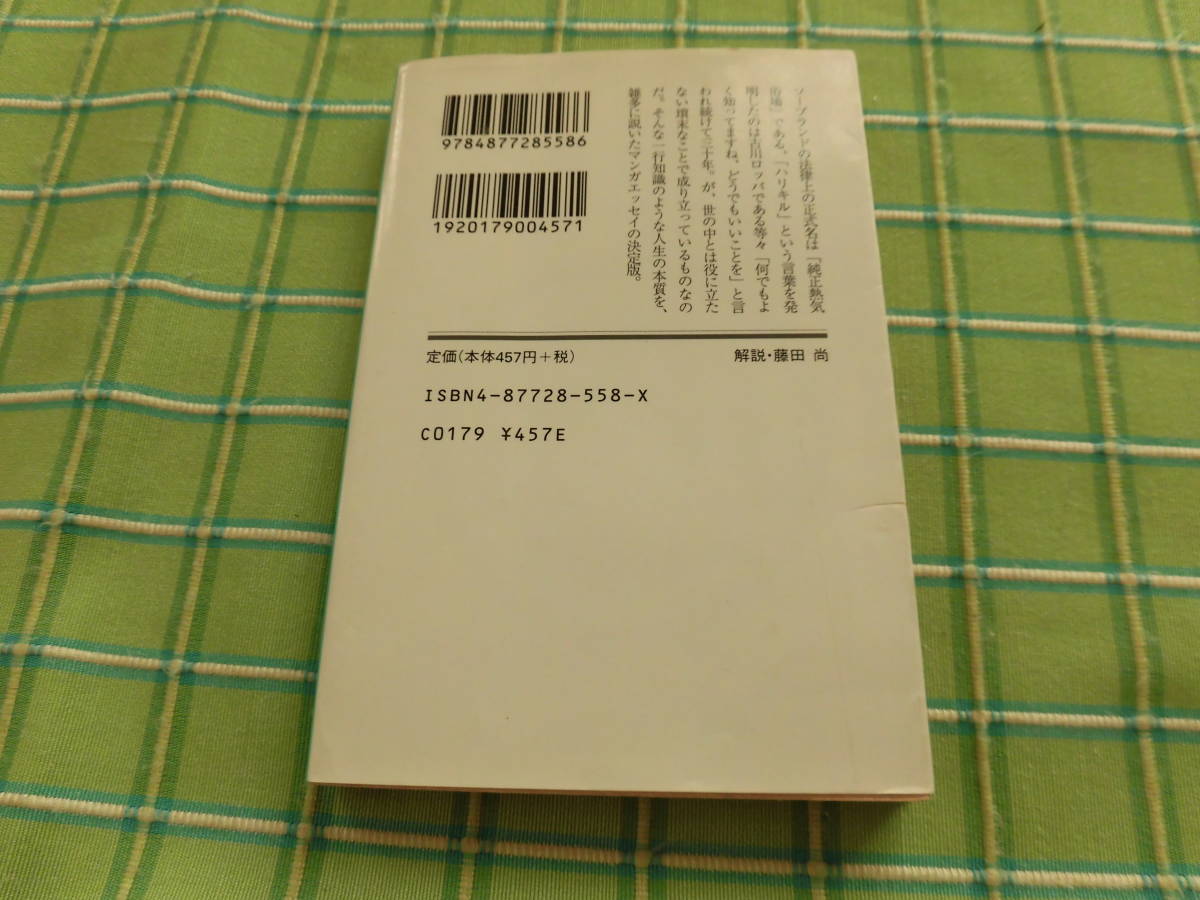 ソープランドの法律上の正式名は『純正熱気
浴場』である。「ハリキル」という言葉を発
明したのは古川ロッパである等々「何でもよ
く知ってますね、どうでもいいことを」と言
われ続けて三十年。が、世の中とは役に立た
ない瑣末なことで成り立っているものなの
だ。そんな一行知識のような人生の本質を、
雑多に説いたマンガエッセイの決定版。
9784877285586
1920179004571
定価(本体457円+税)
解説・藤田 尚
ISBN4-87728-558-X
C0179 ¥457E